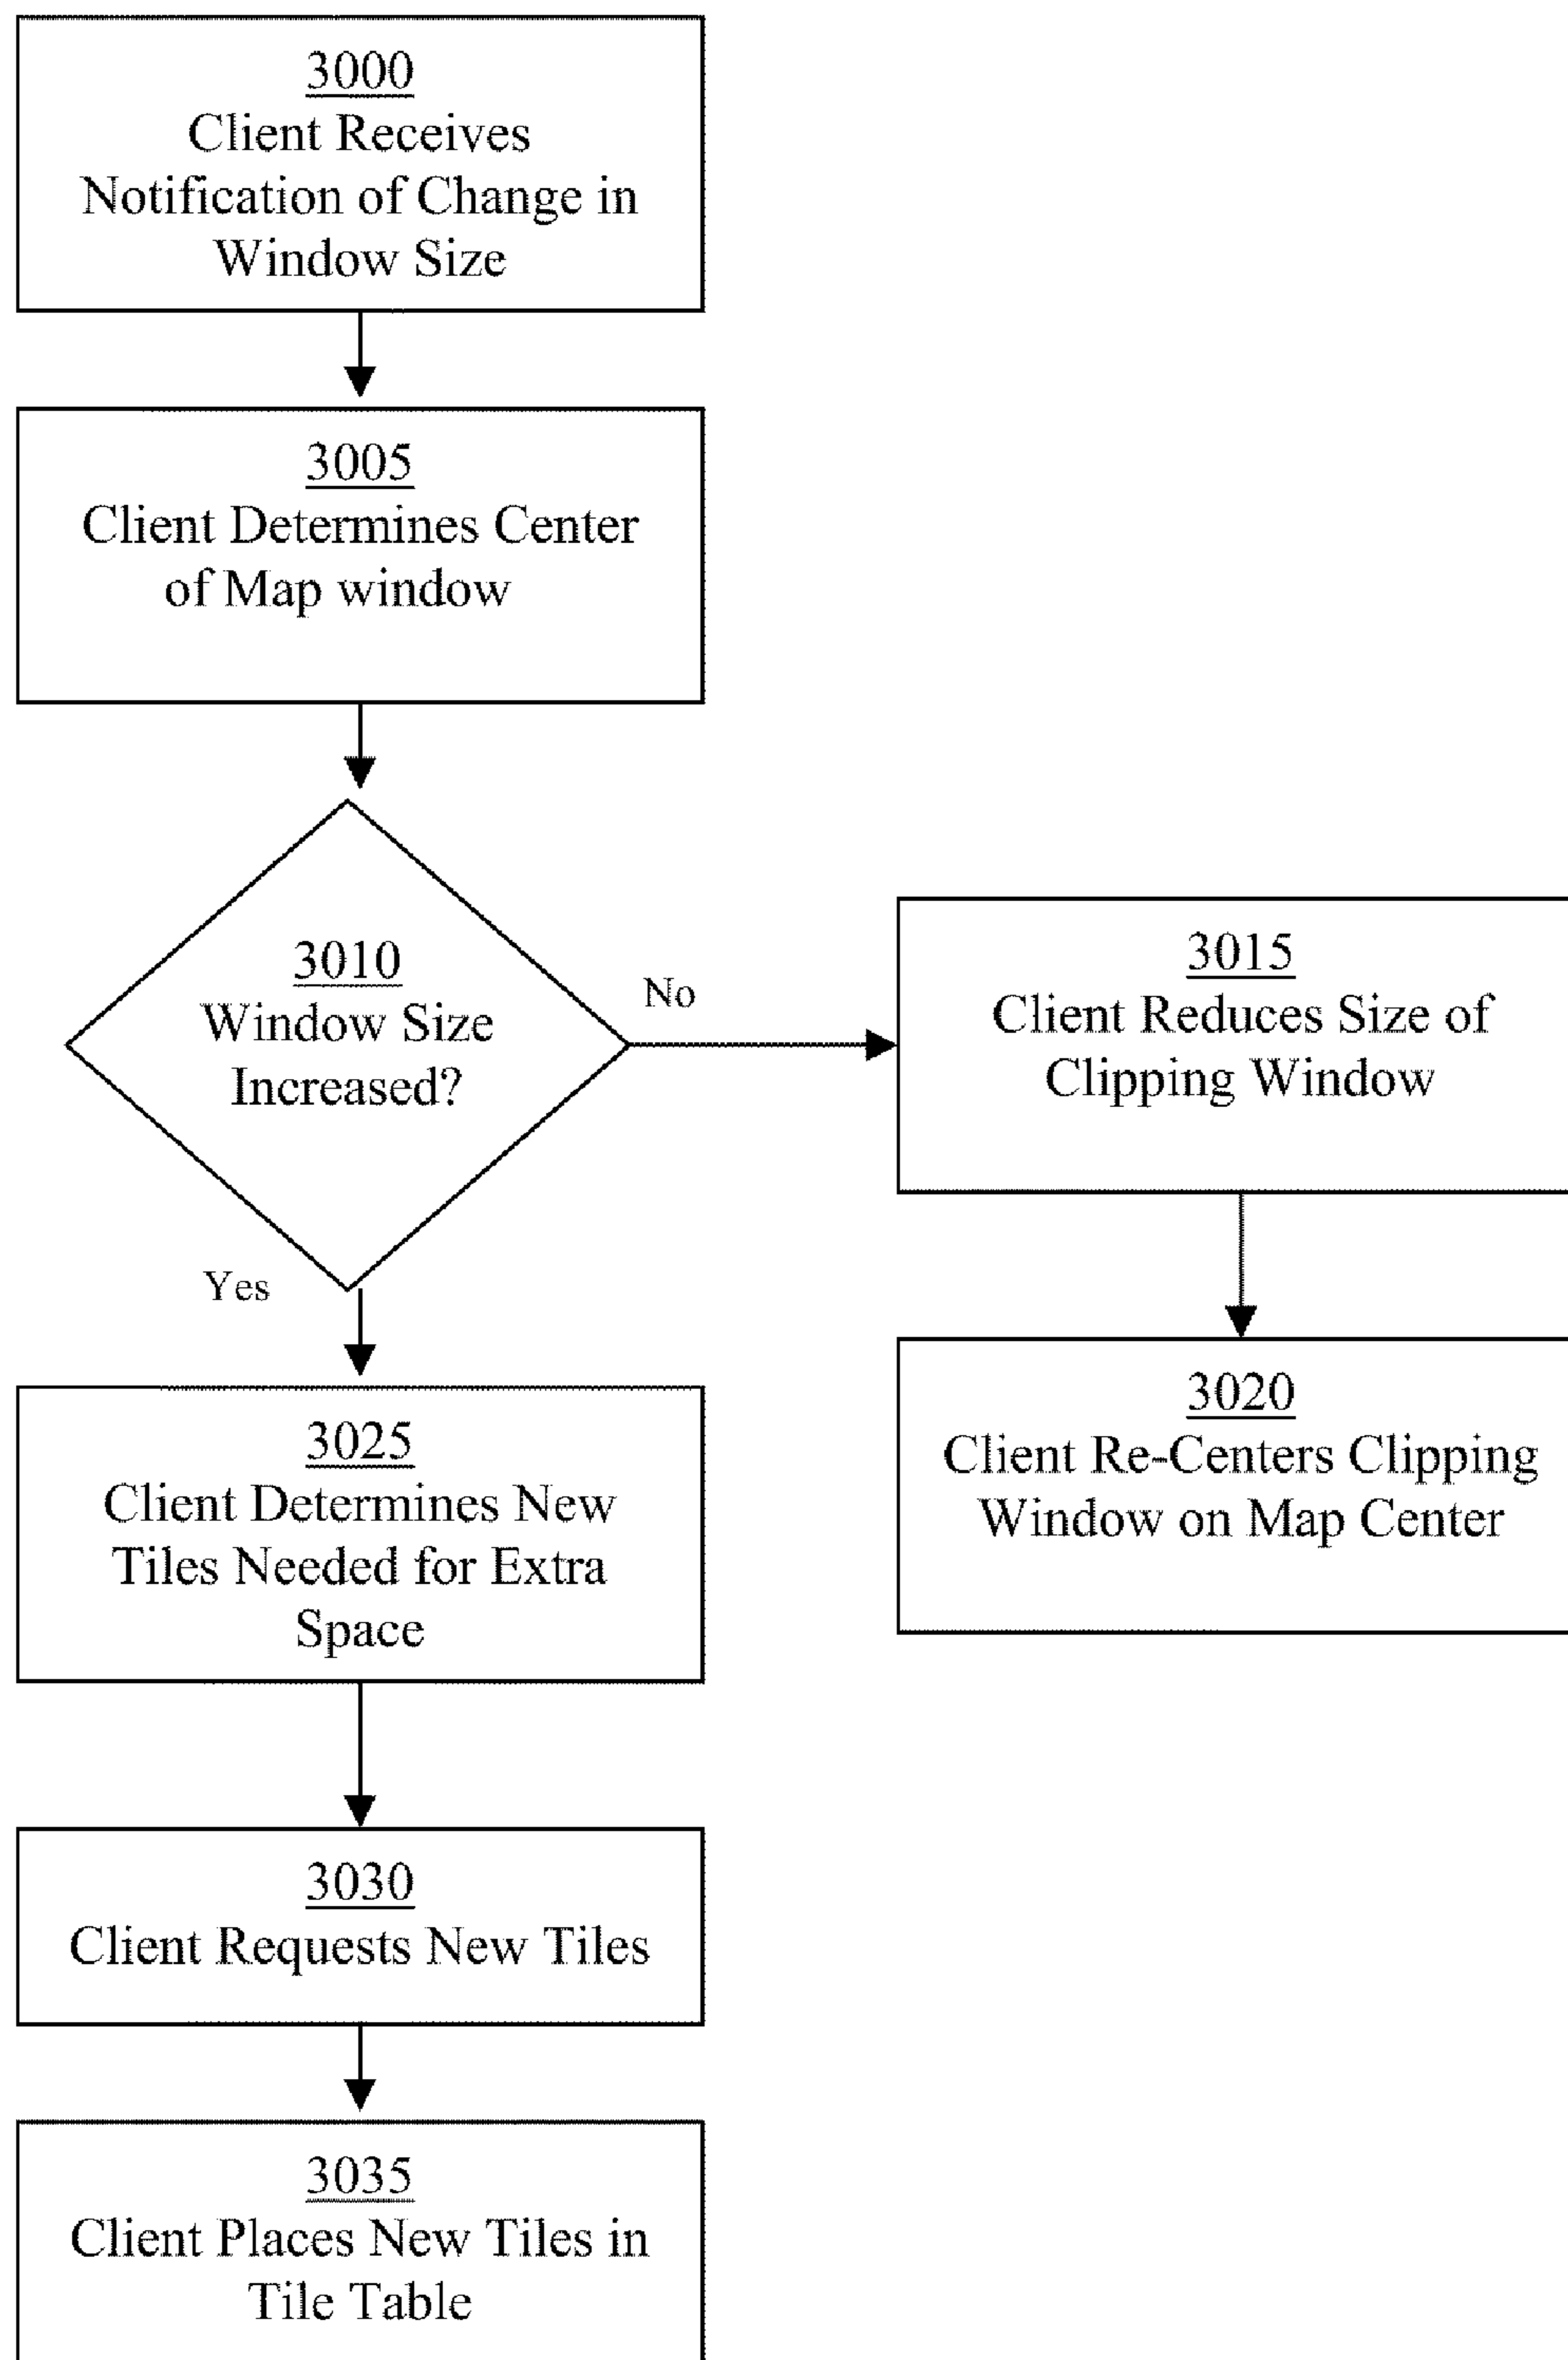 3000
Client Receives
Notification of Change in
Window Size
3005
Client Determines Center
of Map window
3010
Window Size
Increased?
No
Yes
3015
Client Reduces Size of
Clipping Window
3020
Client Re-Centers Clipping
Window on Map Center
3025
Client Determines New
Tiles Needed for Extra
Space
3030
Client Requests New Tiles
3035
Client Places New Tiles in
Tile Table